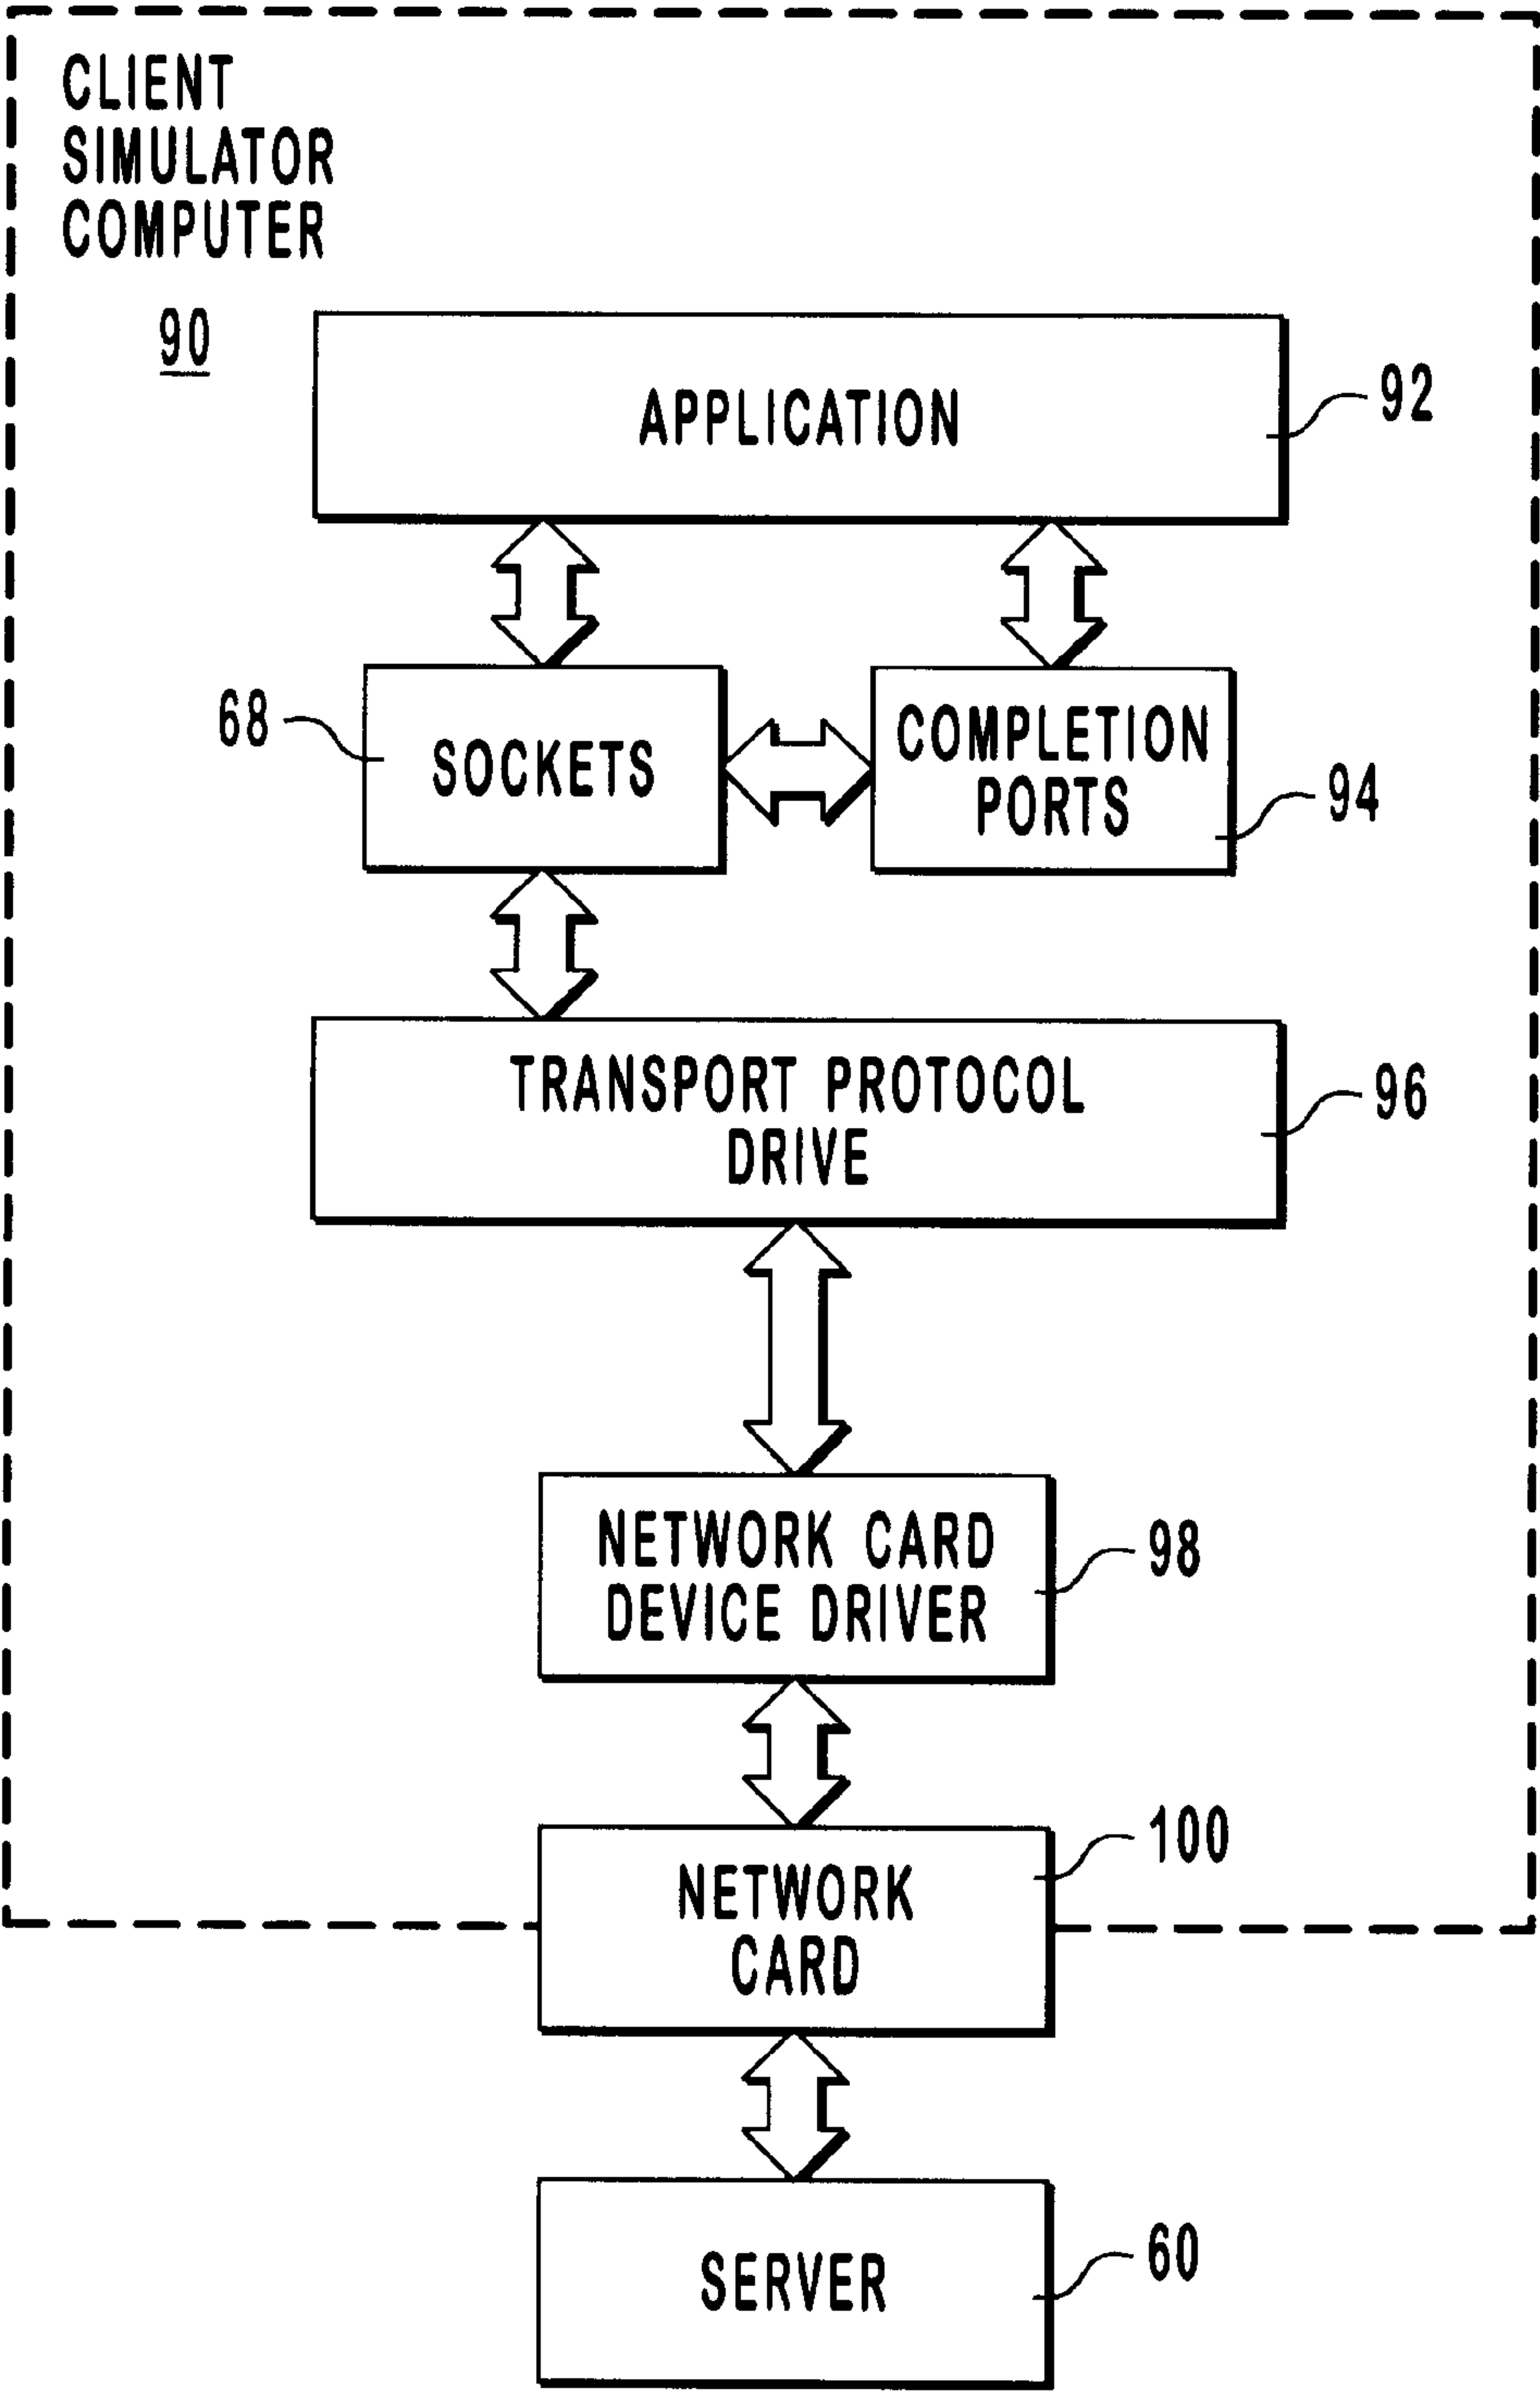 CLIENT
SIMULATOR
COMPUTER
90
APPLICATION
92
68
SOCKETS
COMPLETION
PORTS
94
TRANSPORT PROTOCOL
DRIVE
96
NETWORK CARD
DEVICE DRIVER
98
NETWORK
CARD
100
SERVER
60